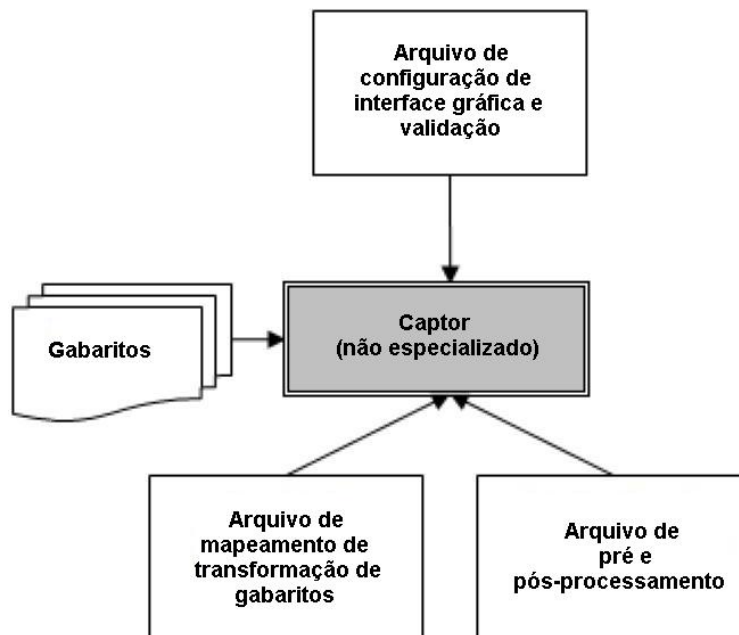 Arquivo de
configuração de
interface gráfica e
validação
Gabaritos
Captor
(não especializado)
Arquivo de
mapeamento de
transformação de
gabaritos
Arquivo de
pré e
pós-processamento